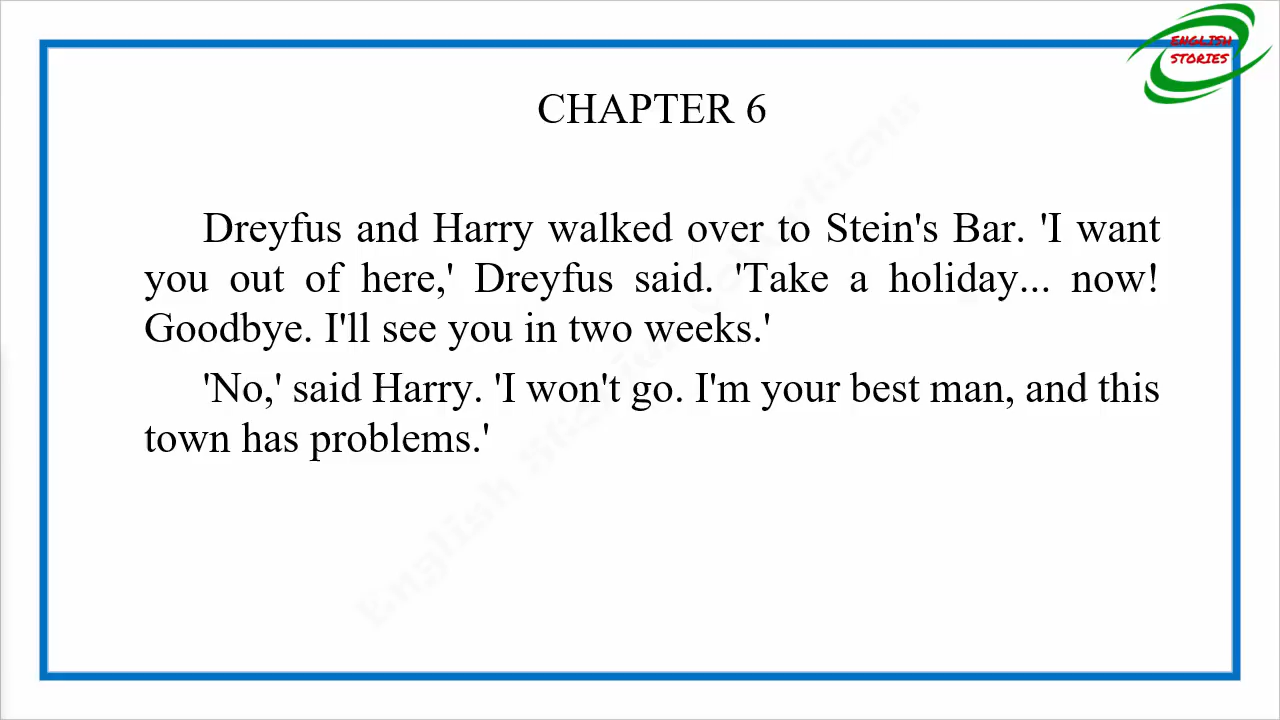 ENGLISH
STORIES
CHAPTER 6
Dreyfus and Harry walked over to Stein's Bar. 'I want
you out of here,' Dreyfus said. 'Take a holiday... now!
Goodbye. I'll see you in two weeks.'
'No,' said Harry. 'I won't go. I'm your best man, and this
town has problems.'
English